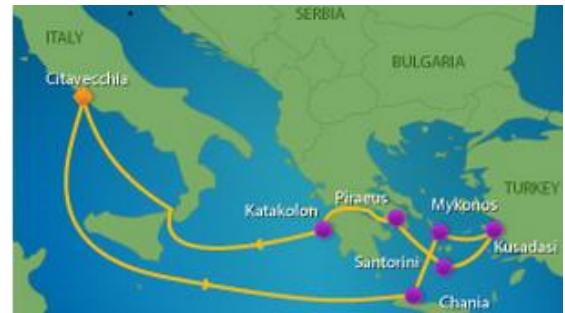 SERBIA
ITALY
BULGARIA
Citavecchia
TURKEY
Piraeus
Mykonos
Katakolon
Kusadasi
Santorini
Chania